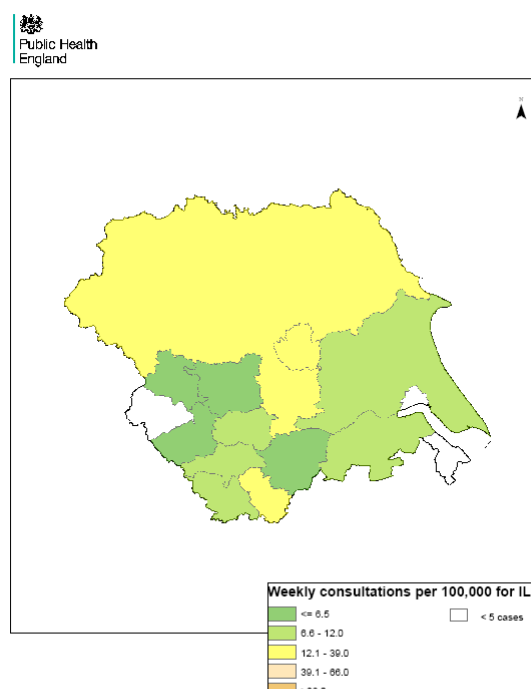 Public Health
England
N
Weekly consultations per 100,000 for IL
<= 6.5
< 5 cases
6.6 - 12.0
12.1 - 39.0
39.1 - 66.0